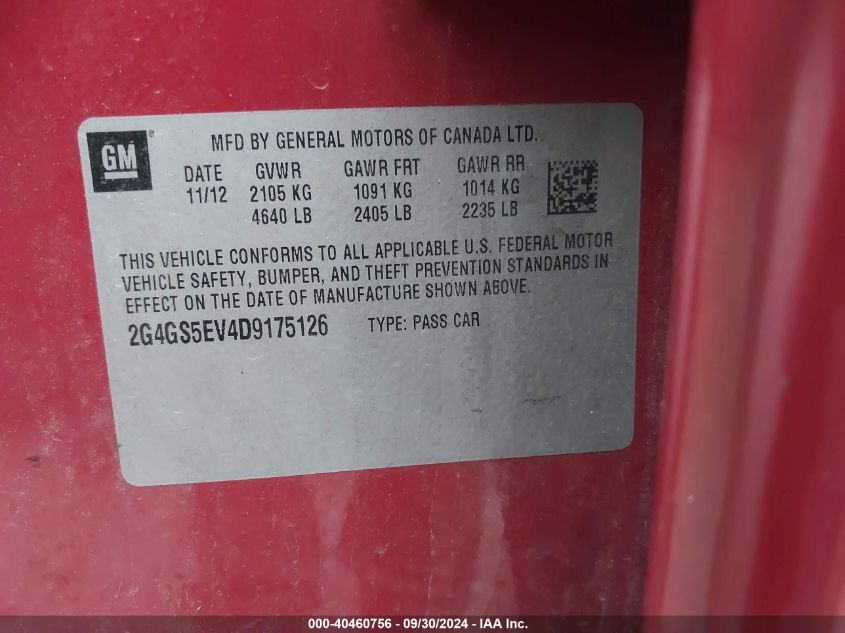 GM
MFD BY GENERAL MOTORS OF CANADA LTD.
DATE GVWR GAWR FRT GAWR RR
11/12 2105 KG 1091 KG 1014 KG
4640 LB 2405 LB 2235 LB
THIS VEHICLE CONFORMS TO ALL APPLICABLE U.S. FEDERAL MOTOR
VEHICLE SAFETY, BUMPER, AND THEFT PREVENTION STANDARDS IN
EFFECT ON THE DATE OF MANUFACTURE SHOWN ABOVE.
2G4GS5EV4D9175126 TYPE: PASS CAR
000-40460756 - 09/30/2024 - IAA Inc.